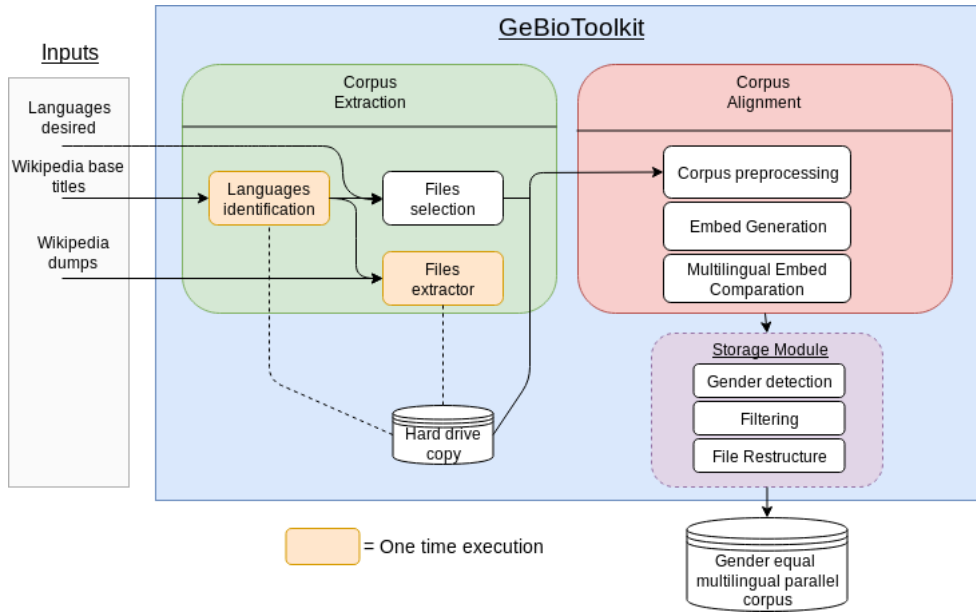 GeBioToolkit
Inputs
Languages
desired
Wikipedia base
titles
Wikipedia
dumps
Corpus
Extraction
Languages
identification
Files
selection
Files
extractor
Hard drive
copy
Corpus
Alignment
Corpus preprocessing
Embed Generation
Multilingual Embed
Comparation
Storage Module
Gender detection
Filtering
File Restructure
= One time execution
Gender equal
multilingual parallel
corpus